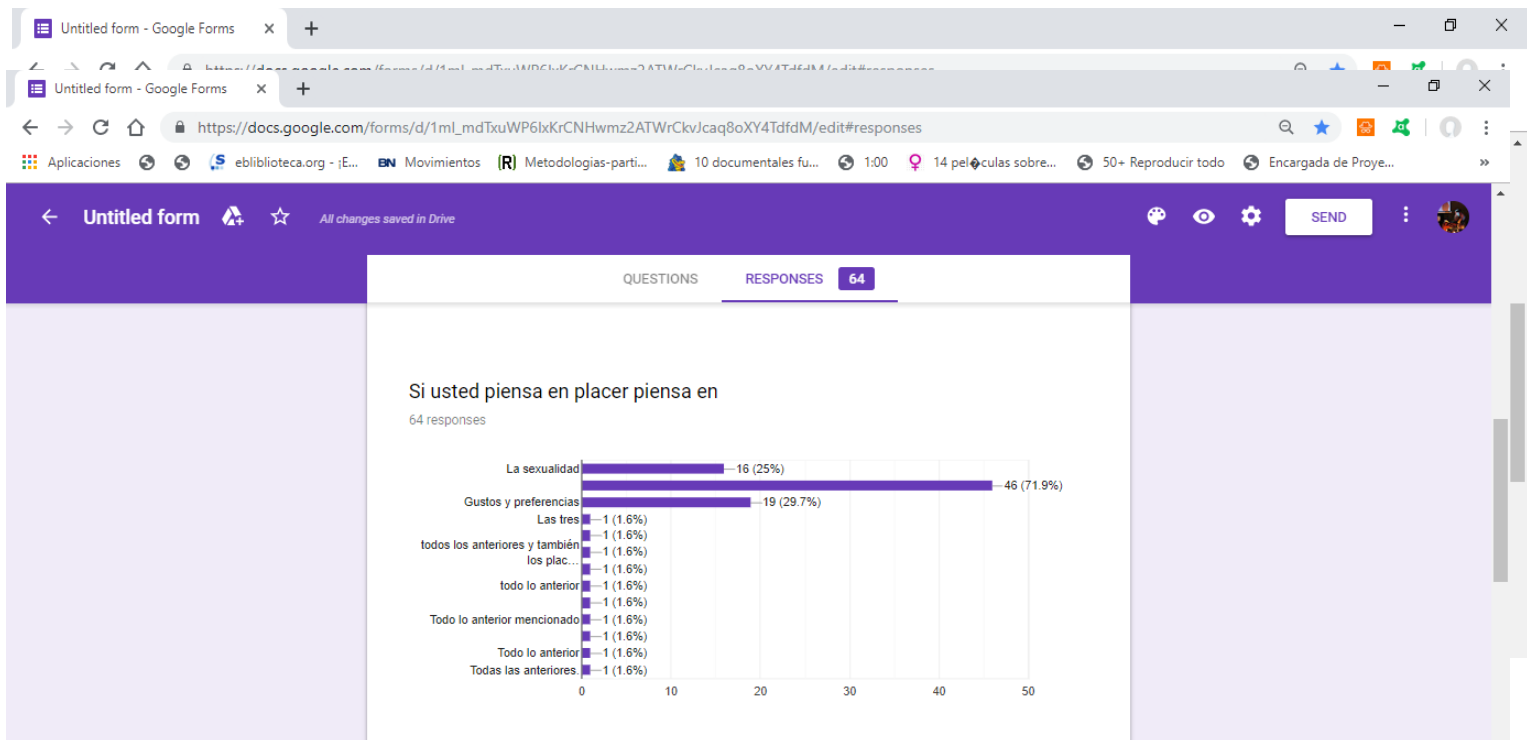 Untitled form - Google Forms
Untitled form - Google Forms
https://docs.google.com/forms/d/1ml_mdTxuWP6IxKrCNHwmz2ATWrCkvJcaq8oXY4TdfdM/edit#responses
Aplicaciones ebliblioteca.org - ¡E... BN Movimientos (R) Metodologias-parti... 10 documentales fu... 1:00 14 pel�culas sobre... 50+ Reproducir todo Encargada de Proye... »
Untitled form All changes saved in Drive SEND
QUESTIONS RESPONSES 64
Si usted piensa en placer piensa en
64 responses
La sexualidad 16 (25%)
46 (71.9%)
Gustos y preferencias 19 (29.7%)
Las tres 1 (1.6%)
1 (1.6%)
todos los anteriores y también
los plac... 1 (1.6%)
1 (1.6%)
todo lo anterior 1 (1.6%)
1 (1.6%)
Todo lo anterior mencionado 1 (1.6%)
1 (1.6%)
Todo lo anterior 1 (1.6%)
Todas las anteriores. 1 (1.6%)
0 10 20 30 40 50